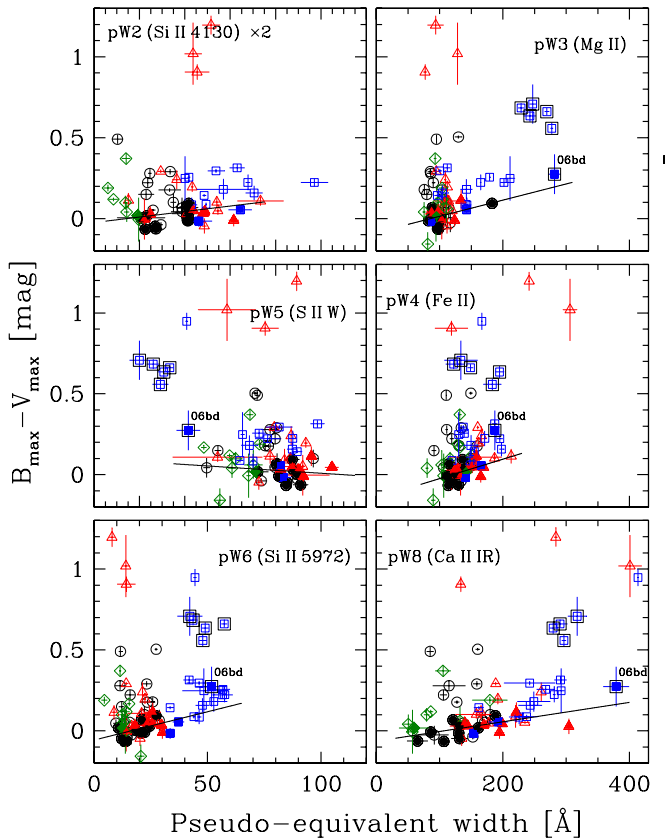 pW2 (Si II 4130) ×2
pW3 (Mg II)
1
0.5
0
06bd
pW5 (S II W)
pW4 (Fe II)
1
0.5
0
06bd
06bd
pW6 (Si II 5972)
pW8 (Ca II IR)
1
0.5
0
06bd
06bd
0 50 100 0 200 400
B_max−V_max [mag]
Pseudo-equivalent width [Å]